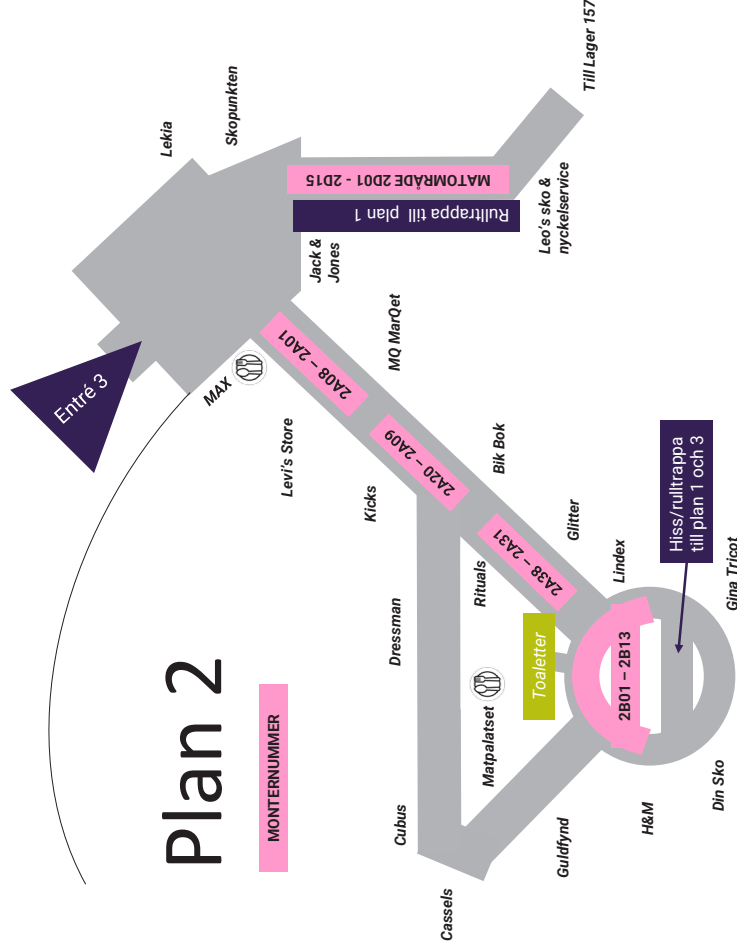 Plan 2
MONTERNUMMER
Entré 3
Lekia
Skopunkten
Till Lager 157
MATOMRÅDE 2D01 - 2D15
Rulltrappa till plan 1
Leo's sko &
nyckelservice
Jack &
Jones
MAX
2A08 – 2A01
MQ MarQet
Levi's Store
2A20 – 2A09
Kicks
Bik Bok
2A38 – 2A31
Glitter
Rituals
Dressman
Lindex
Toaletter
Matpalatset
Hiss/rulltrappa
till plan 1 och 3
2B01 – 2B13
Gina Tricot
Cubus
Cassels
Guldfynd
H&M
Din Sko